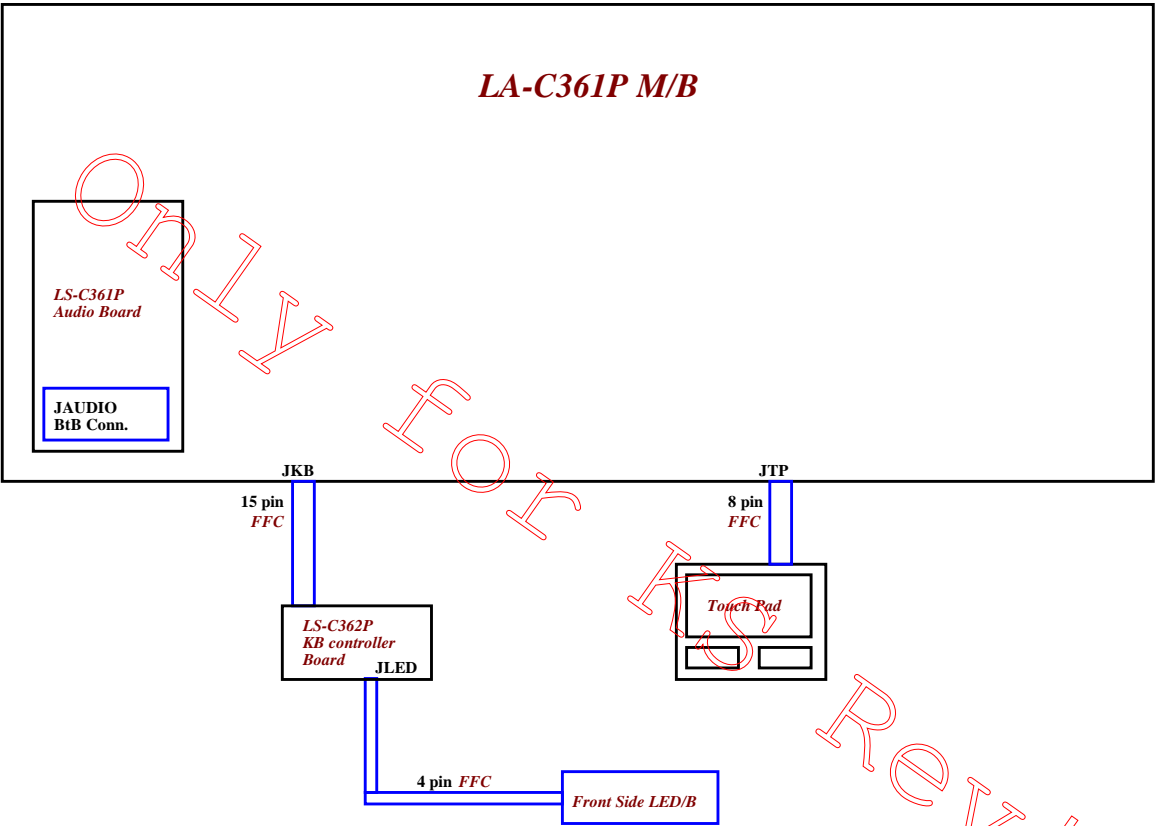 LA-C361P M/B
LS-C361P
Audio Board
JAUDIO
BtB Conn.
JKB
JTP
15 pin
FFC
8 pin
FFC
Touch Pad
LS-C362P
KB controller
Board
JLED
4 pin FFC
Front Side LED/B
Only for KS